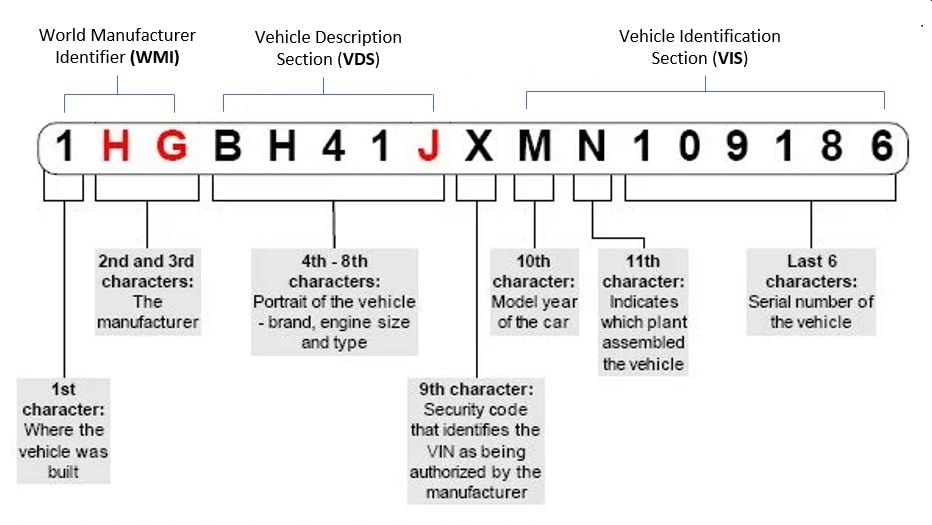 World Manufacturer
Identifier (WMI)
Vehicle Description
Section (VDS)
Vehicle Identification
Section (VIS)
1 H G B H 4 1 J X M N 1 0 9 1 8 6
2nd and 3rd
characters:
The
manufacturer
4th - 8th
characters:
Portrait of the vehicle
- brand, engine size
and type
10th
character:
Model year
of the car
11th
character:
Indicates
which plant
assembled
the vehicle
Last 6
characters:
Serial number of
the vehicle
1st
character:
Where the
vehicle was
built
9th character:
Security code
that identifies the
VIN as being
authorized by the
manufacturer